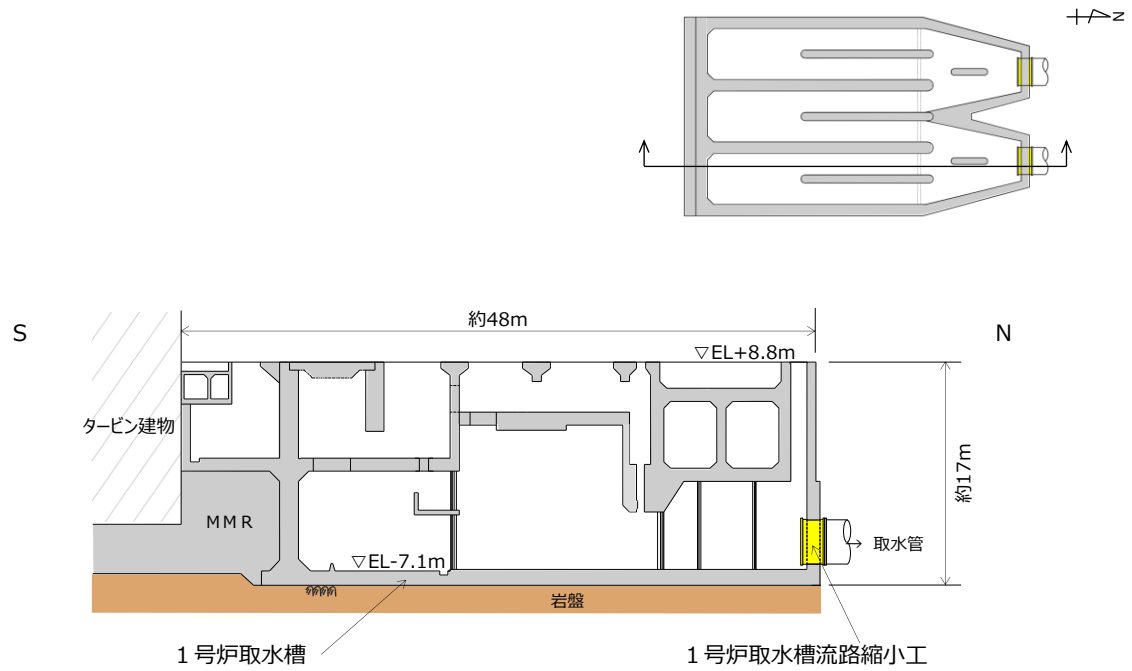 N
S
約48m
N
▽EL+8.8m
タービン建物
約17m
MMR
取水管
▽EL-7.1m
岩盤
1号炉取水槽
1号炉取水槽流路縮小工